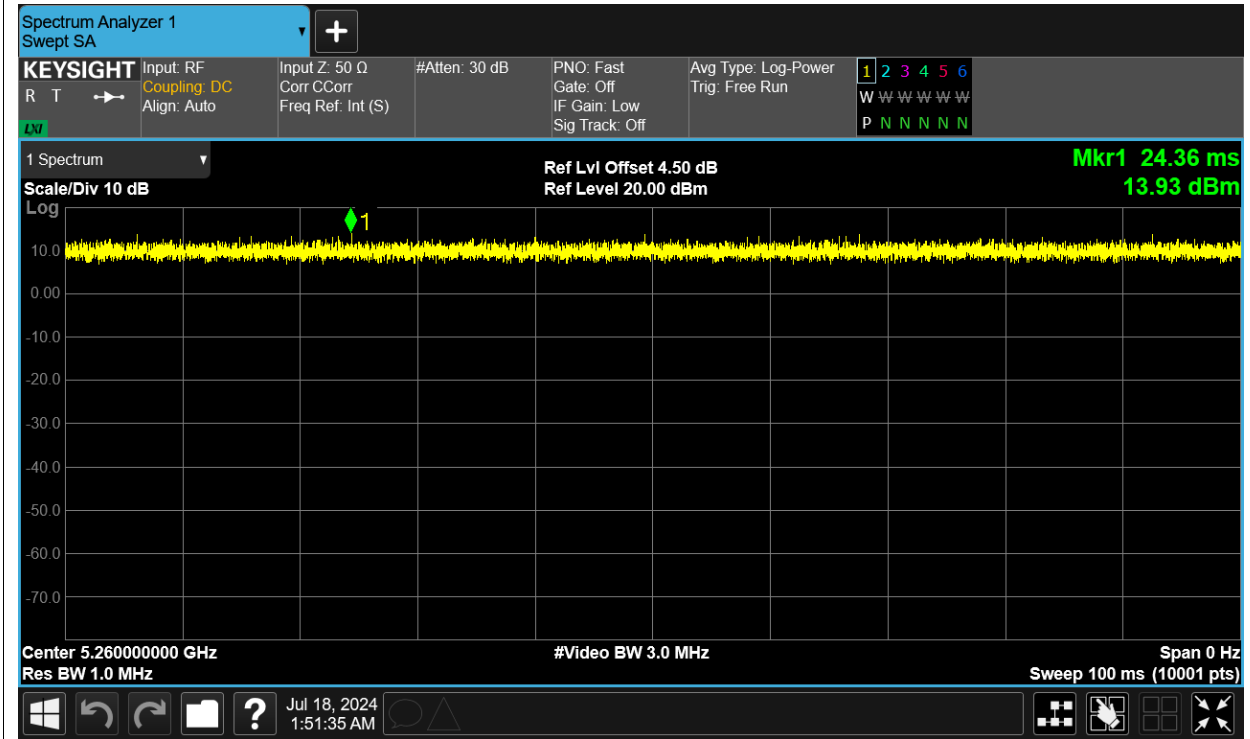 Spectrum Analyzer 1
Swept SA
+
KEYSIGHT Input: RF Input Z: 50 Ω #Atten: 30 dB PNO: Fast Avg Type: Log-Power 1 2 3 4 5 6
R T Coupling: DC Corr CCorr Gate: Off Trig: Free Run W W W W W W
Align: Auto Freq Ref: Int (S) IF Gain: Low
LXI Sig Track: Off P N N N N N
1 Spectrum Ref Lvl Offset 4.50 dB Mkr1 24.36 ms
Scale/Div 10 dB Ref Level 20.00 dBm 13.93 dBm
Log
1
10.0
0.00
-10.0
-20.0
-30.0
-40.0
-50.0
-60.0
-70.0
Center 5.260000000 GHz #Video BW 3.0 MHz Span 0 Hz
Res BW 1.0 MHz Sweep 100 ms (10001 pts)
? Jul 18, 2024
1:51:35 AM